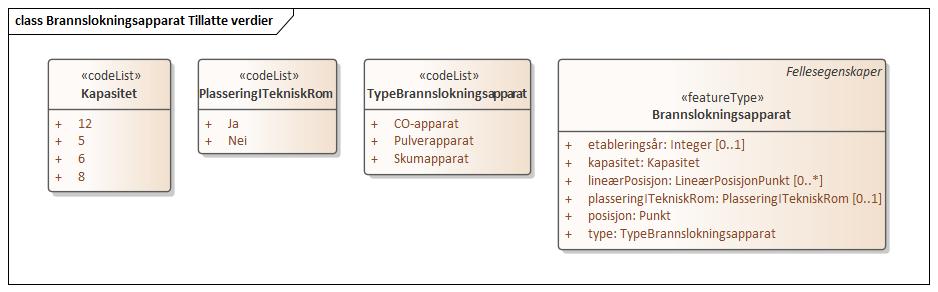 class Brannslokningsapparat Tillatte verdier
«codeList»
Kapasitet
+ 12
+ 5
+ 6
+ 8
«codeList»
PlasseringITekniskRom
+ Ja
+ Nei
«codeList»
TypeBrannslokningsapparat
+ CO-apparat
+ Pulverapparat
+ Skumapparat
Fellesegenskaper
«featureType»
Brannslokningsapparat
+ etableringsår: Integer [0..1]
+ kapasitet: Kapasitet
+ lineærPosisjon: LineærPosisjonPunkt [0..*]
+ plasseringITekniskRom: PlasseringITekniskRom [0..1]
+ posisjon: Punkt
+ type: TypeBrannslokningsapparat